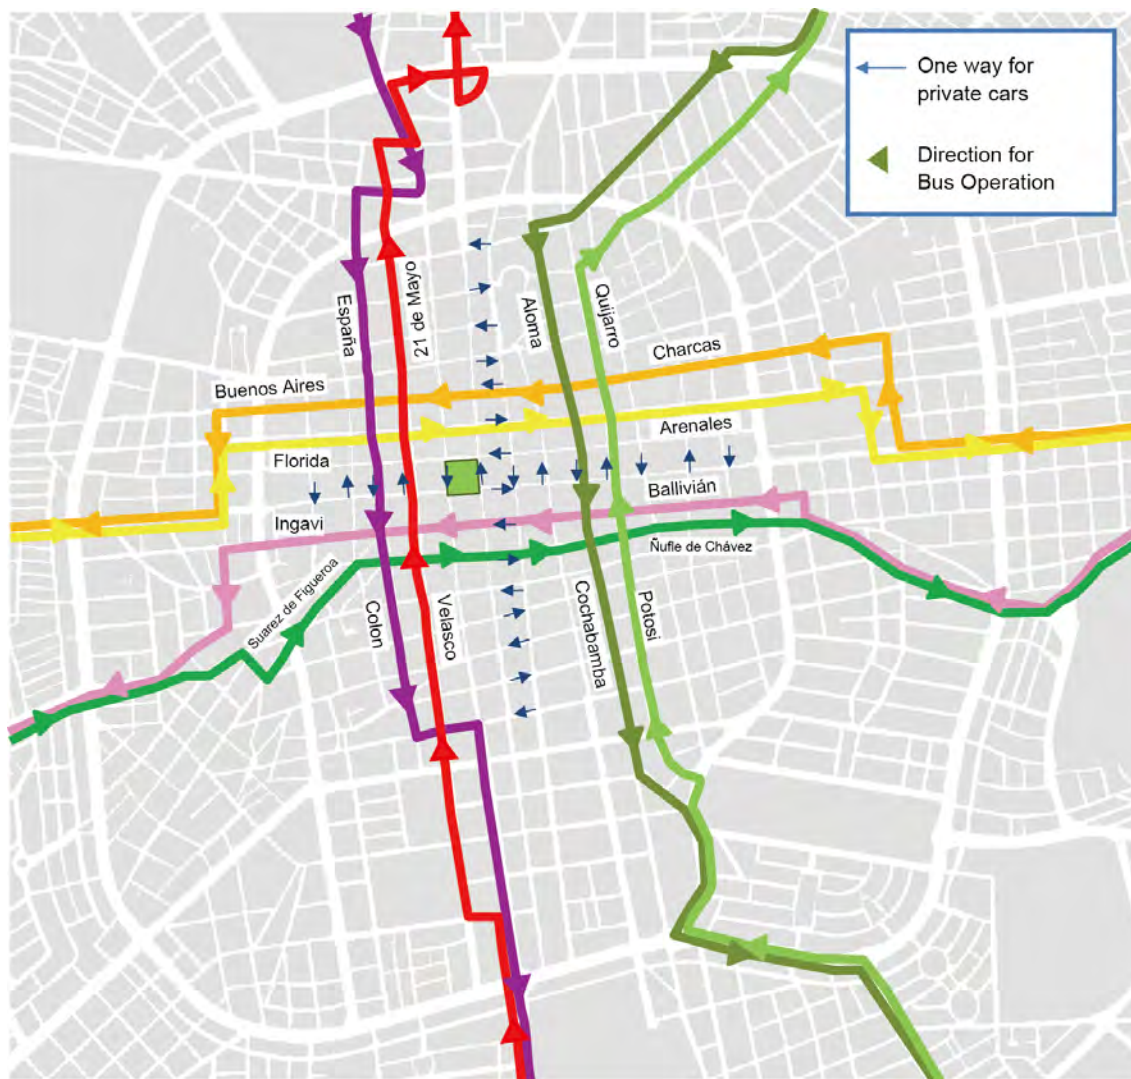 One way for
private cars
Direction for
Bus Operation
España
21 de Mayo
Aloma
Quijarro
Charcas
Buenos Aires
Arenales
Florida
Ballivián
Ingavi
Ñufle de Chávez
Suarez de Figueroa
Colon
Velasco
Cochabamba
Potosi